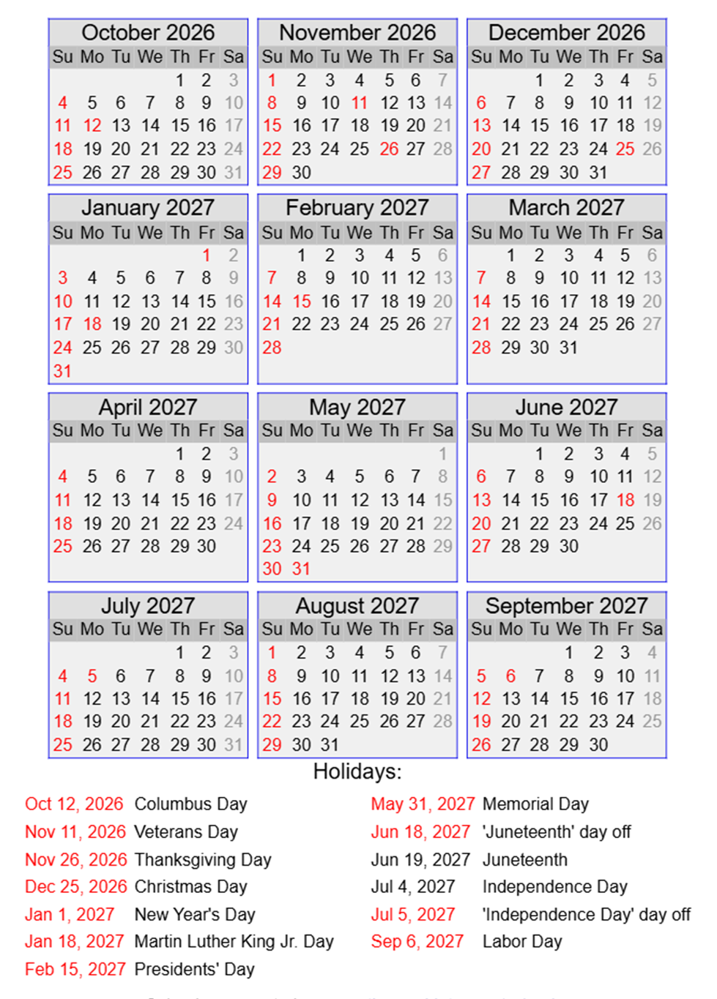 October 2026 November 2026 December 2026
Su Mo Tu We Th Fr Sa Su Mo Tu We Th Fr Sa Su Mo Tu We Th Fr Sa
1 2 3 1 2 3 4 5 6 7 1 2 3 4 5
4 5 6 7 8 9 10 8 9 10 11 12 13 14 6 7 8 9 10 11 12
11 12 13 14 15 16 17 15 16 17 18 19 20 21 13 14 15 16 17 18 19
18 19 20 21 22 23 24 22 23 24 25 26 27 28 20 21 22 23 24 25 26
25 26 27 28 29 30 31 29 30 27 28 29 30 31
January 2027 February 2027 March 2027
Su Mo Tu We Th Fr Sa Su Mo Tu We Th Fr Sa Su Mo Tu We Th Fr Sa
1 2 1 2 3 4 5 6 1 2 3 4 5 6
3 4 5 6 7 8 9 7 8 9 10 11 12 13 7 8 9 10 11 12 13
10 11 12 13 14 15 16 14 15 16 17 18 19 20 14 15 16 17 18 19 20
17 18 19 20 21 22 23 21 22 23 24 25 26 27 21 22 23 24 25 26 27
24 25 26 27 28 29 30 28 28 29 30 31
31
April 2027 May 2027 June 2027
Su Mo Tu We Th Fr Sa Su Mo Tu We Th Fr Sa Su Mo Tu We Th Fr Sa
1 2 3 1 1 2 3 4 5
4 5 6 7 8 9 10 2 3 4 5 6 7 8 6 7 8 9 10 11 12
11 12 13 14 15 16 17 9 10 11 12 13 14 15 13 14 15 16 17 18 19
18 19 20 21 22 23 24 16 17 18 19 20 21 22 20 21 22 23 24 25 26
25 26 27 28 29 30 23 24 25 26 27 28 29 27 28 29 30
30 31
July 2027 August 2027 September 2027
Su Mo Tu We Th Fr Sa Su Mo Tu We Th Fr Sa Su Mo Tu We Th Fr Sa
1 2 3 1 2 3 4 5 6 7 1 2 3 4
4 5 6 7 8 9 10 8 9 10 11 12 13 14 5 6 7 8 9 10 11
11 12 13 14 15 16 17 15 16 17 18 19 20 21 12 13 14 15 16 17 18
18 19 20 21 22 23 24 22 23 24 25 26 27 28 19 20 21 22 23 24 25
25 26 27 28 29 30 31 29 30 31 26 27 28 29 30
Holidays:
Oct 12, 2026 Columbus Day May 31, 2027 Memorial Day
Nov 11, 2026 Veterans Day Jun 18, 2027 'Juneteenth' day off
Nov 26, 2026 Thanksgiving Day Jun 19, 2027 Juneteenth
Dec 25, 2026 Christmas Day Jul 4, 2027 Independence Day
Jan 1, 2027 New Year's Day Jul 5, 2027 'Independence Day' day off
Jan 18, 2027 Martin Luther King Jr. Day Sep 6, 2027 Labor Day
Feb 15, 2027 Presidents' Day